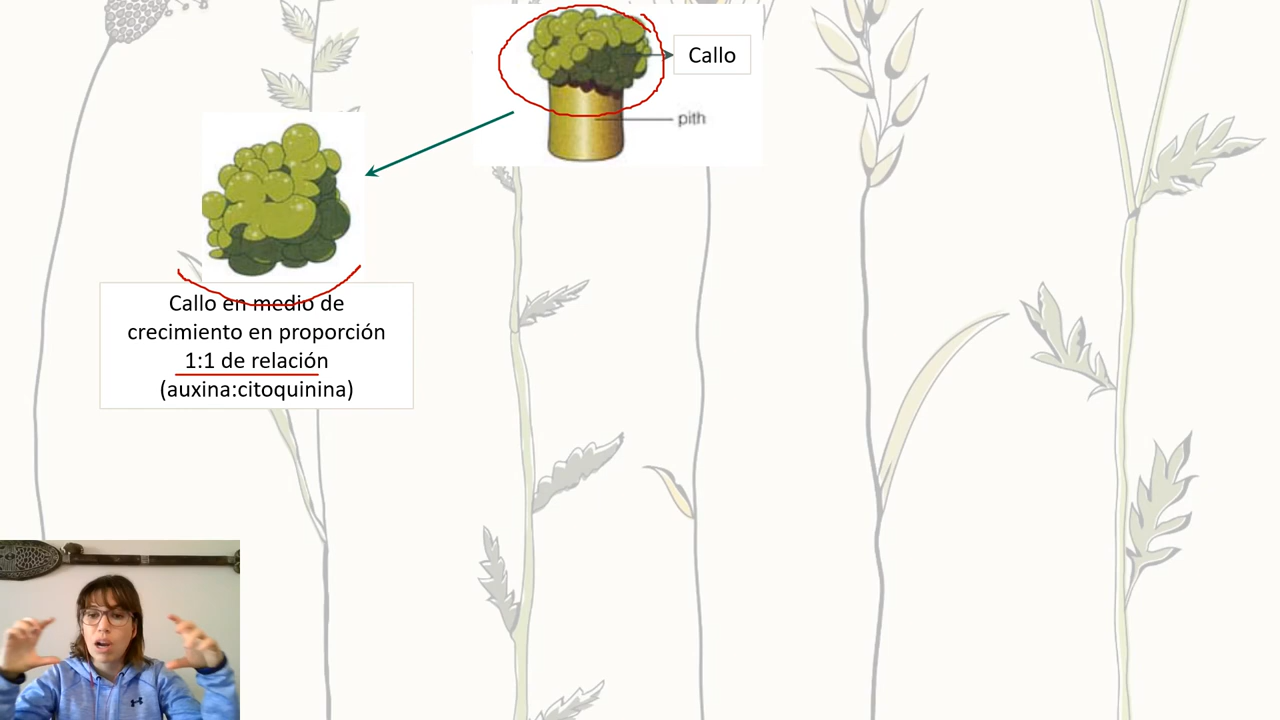 Callo
pith
Callo en medio de
crecimiento en proporción
1:1 de relación
(auxina:citoquinina)